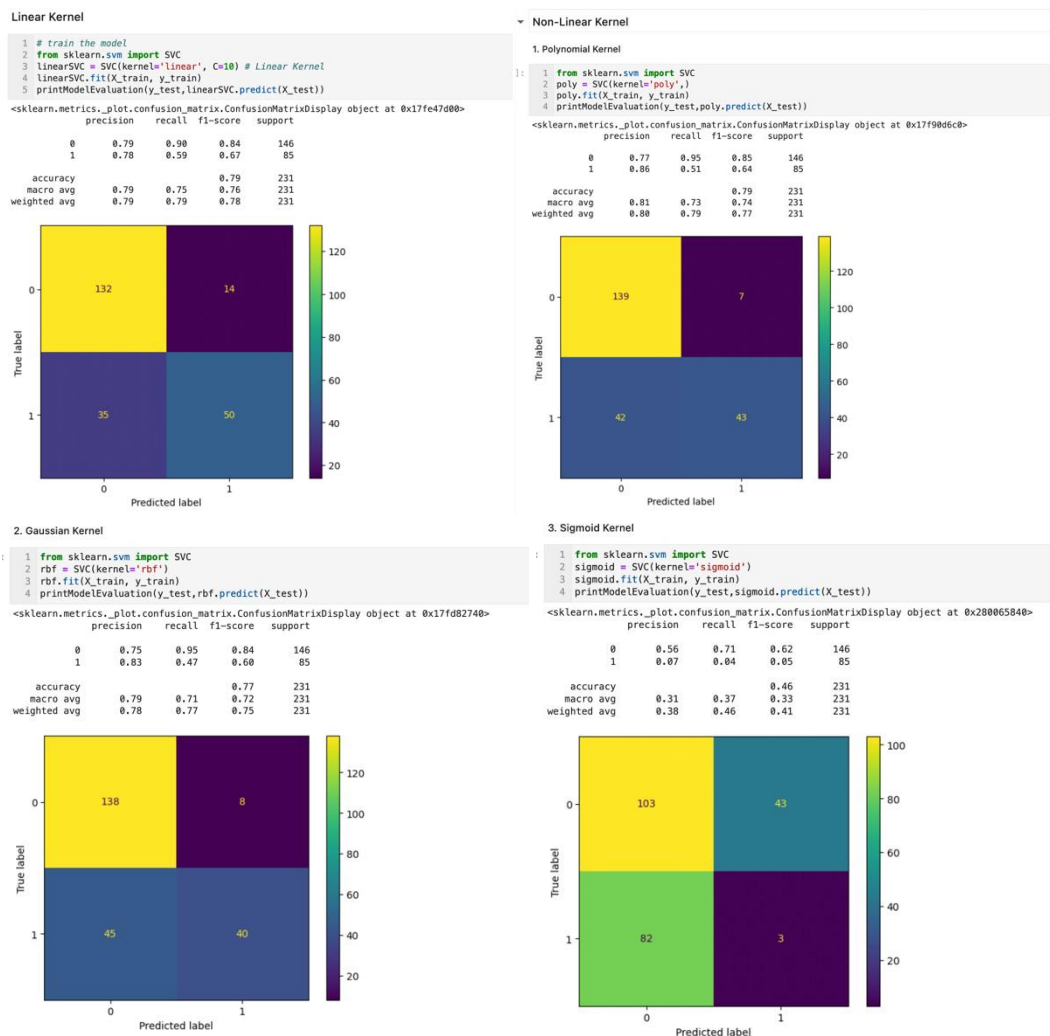 Linear Kernel
1 # train the model
2 from sklearn.svm import SVC
3 linearSVC = SVC(kernel='linear', C=10) # Linear Kernel
4 linearSVC.fit(X_train, y_train)
5 printModelEvaluation(y_test,linearSVC.predict(X_test))
<sklearn.metrics._plot.confusion_matrix.ConfusionMatrixDisplay object at 0x17fe47d00>
precision recall f1-score support
0 0.79 0.90 0.84 146
1 0.78 0.59 0.67 85
accuracy 0.79 231
macro avg 0.79 0.75 0.76 231
weighted avg 0.79 0.79 0.78 231
120
100
80
60
40
20
True label
0
1
132 14
35 50
0 1
Predicted label
Non-Linear Kernel
1. Polynomial Kernel
]:
1 from sklearn.svm import SVC
2 poly = SVC(kernel='poly',)
3 poly.fit(X_train, y_train)
4 printModelEvaluation(y_test,poly.predict(X_test))
<sklearn.metrics._plot.confusion_matrix.ConfusionMatrixDisplay object at 0x17f90d6c0>
precision recall f1-score support
0 0.77 0.95 0.85 146
1 0.86 0.51 0.64 85
accuracy 0.79 231
macro avg 0.81 0.73 0.74 231
weighted avg 0.80 0.79 0.77 231
120
100
80
60
40
20
True label
0
1
139 7
42 43
0 1
Predicted label
2. Gaussian Kernel
:
1 from sklearn.svm import SVC
2 rbf = SVC(kernel='rbf')
3 rbf.fit(X_train, y_train)
4 printModelEvaluation(y_test,rbf.predict(X_test))
<sklearn.metrics._plot.confusion_matrix.ConfusionMatrixDisplay object at 0x17fd82740>
precision recall f1-score support
0 0.75 0.95 0.84 146
1 0.83 0.47 0.60 85
accuracy 0.77 231
macro avg 0.79 0.71 0.72 231
weighted avg 0.78 0.77 0.75 231
120
100
80
60
40
20
True label
0
1
138 8
45 40
0 1
Predicted label
3. Sigmoid Kernel
:
1 from sklearn.svm import SVC
2 sigmoid = SVC(kernel='sigmoid')
3 sigmoid.fit(X_train, y_train)
4 printModelEvaluation(y_test,sigmoid.predict(X_test))
<sklearn.metrics._plot.confusion_matrix.ConfusionMatrixDisplay object at 0x280065840>
precision recall f1-score support
0 0.56 0.71 0.62 146
1 0.07 0.04 0.05 85
accuracy 0.46 231
macro avg 0.31 0.37 0.33 231
weighted avg 0.38 0.46 0.41 231
100
80
60
40
20
True label
0
1
103 43
82 3
0 1
Predicted label